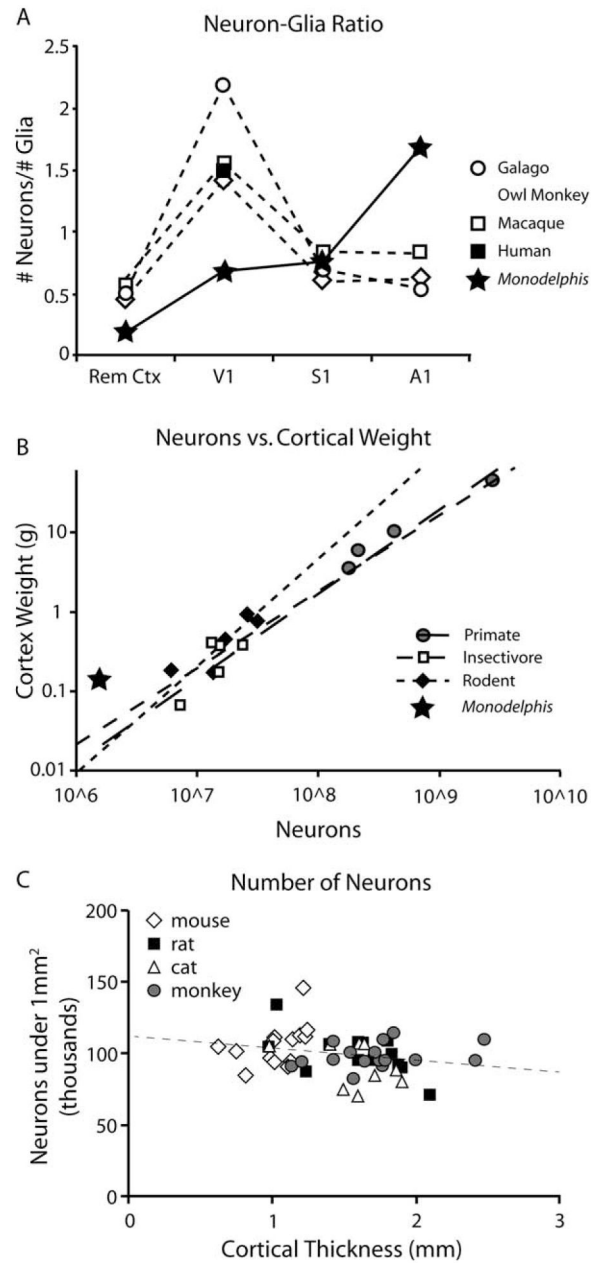 A
Neuron-Glia Ratio
# Neurons/# Glia
2.5
2
1.5
1
0.5
0
Rem Ctx
V1
S1
A1
Galago
Owl Monkey
Macaque
Human
Monodelphis
B
Neurons vs. Cortical Weight
Cortex Weight (g)
10
1
0.1
0.01
10^6
10^7
10^8
10^9
10^10
Neurons
Primate
Insectivore
Rodent
Monodelphis
C
Number of Neurons
Neurons under 1mm²
(thousands)
200
150
100
50
0
mouse
rat
cat
monkey
0
1
2
3
Cortical Thickness (mm)